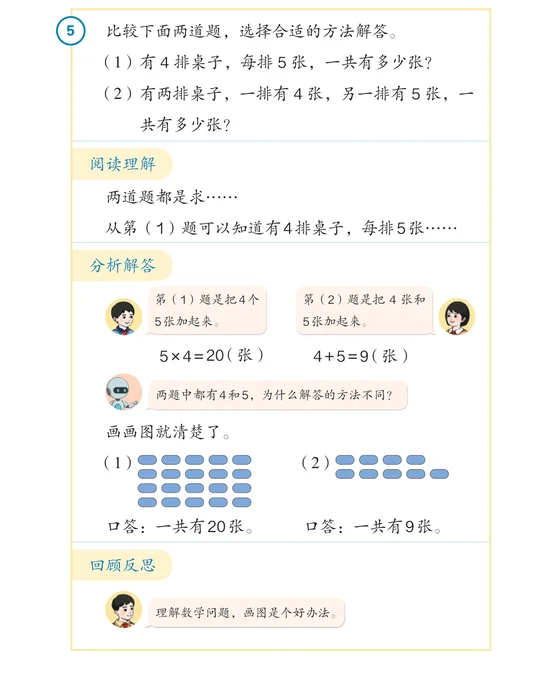 5 比较下面两道题，选择合适的方法解答。
（1）有4排桌子，每排5张，一共有多少张？
（2）有两排桌子，一排有4张，另一排有5张，一
共有多少张？
阅读理解
两道题都是求……
从第（1）题可以知道有4排桌子，每排5张……
分析解答
第（1）题是把4个
5张加起来。
第（2）题是把4张和
5张加起来。
5×4=20（张）
4+5=9（张）
两题中都有4和5，为什么解答的方法不同？
画画图就清楚了。
（1）
（2）
口答：一共有20张。
口答：一共有9张。
回顾反思
理解数学问题，画图是个好办法。